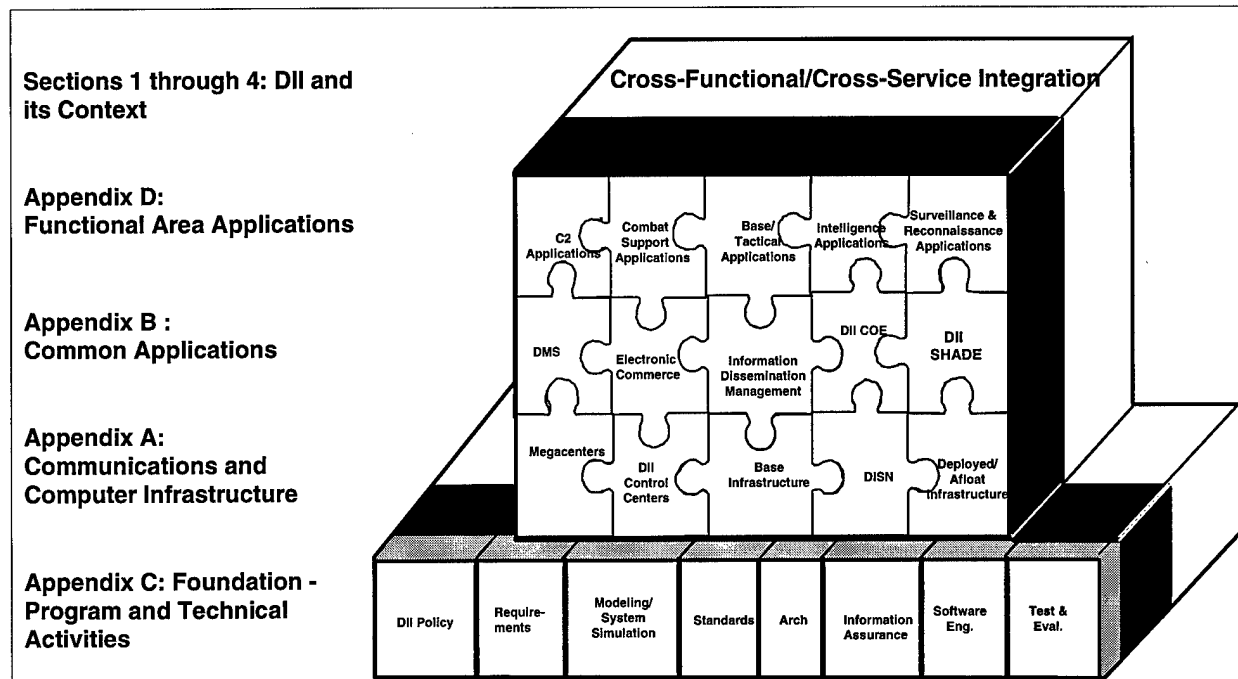 Sections 1 through 4: DII and
its Context
Cross-Functional/Cross-Service Integration
Appendix D:
Functional Area Applications
C2
Applications
Combat
Support
Applications
Base/
Tactical
Applications
Intelligence
Applications
Surveillance &
Reconnaissance
Applications
Appendix B :
Common Applications
DMS
Electronic
Commerce
Information
Dissemination
Management
DII COE
DII
SHADE
Appendix A:
Communications and
Computer Infrastructure
Megacenters
DII
Control
Centers
Base
Infrastructure
DISN
Deployed/
Afloat
Infrastructure
Appendix C: Foundation -
Program and Technical
Activities
DII Policy
Require-
ments
Modeling/
System
Simulation
Standards
Arch
Information
Assurance
Software
Eng.
Test &
Eval.